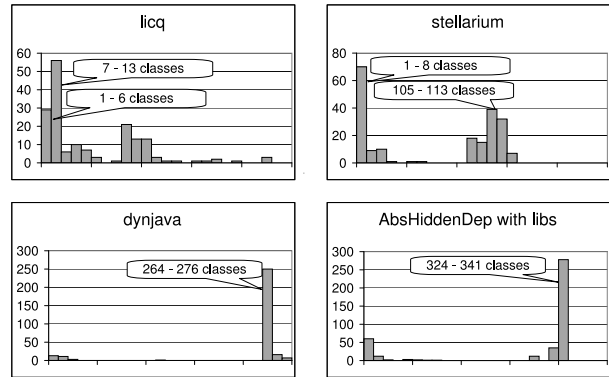 licq
60
50
40
30
20
10
0
7 - 13 classes
1 - 6 classes
stellarium
80
60
40
20
0
1 - 8 classes
105 - 113 classes
dynjava
300
250
200
150
100
50
0
264 - 276 classes
AbsHiddenDep with libs
300
250
200
150
100
50
0
324 - 341 classes